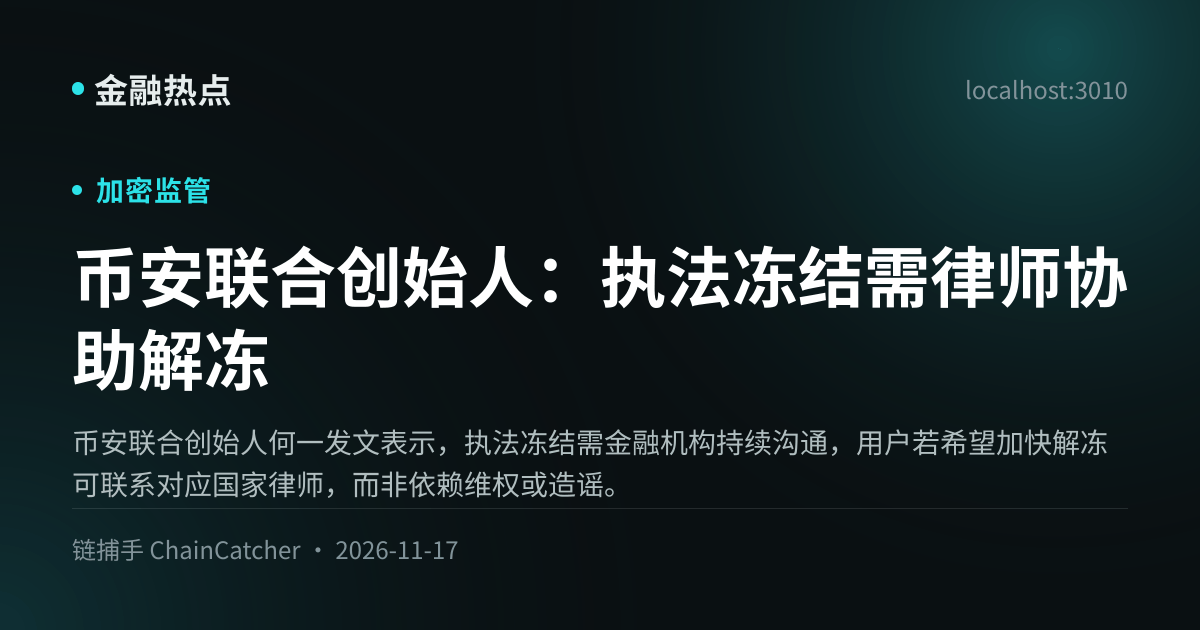 金融热点
localhost:3010
加密监管
币安联合创始人：执法冻结需律师协
助解冻
币安联合创始人何一发文表示，执法冻结需金融机构持续沟通，用户若希望加快解冻
可联系对应国家律师，而非依赖维权或造谣。
链捕手 ChainCatcher · 2026-11-17